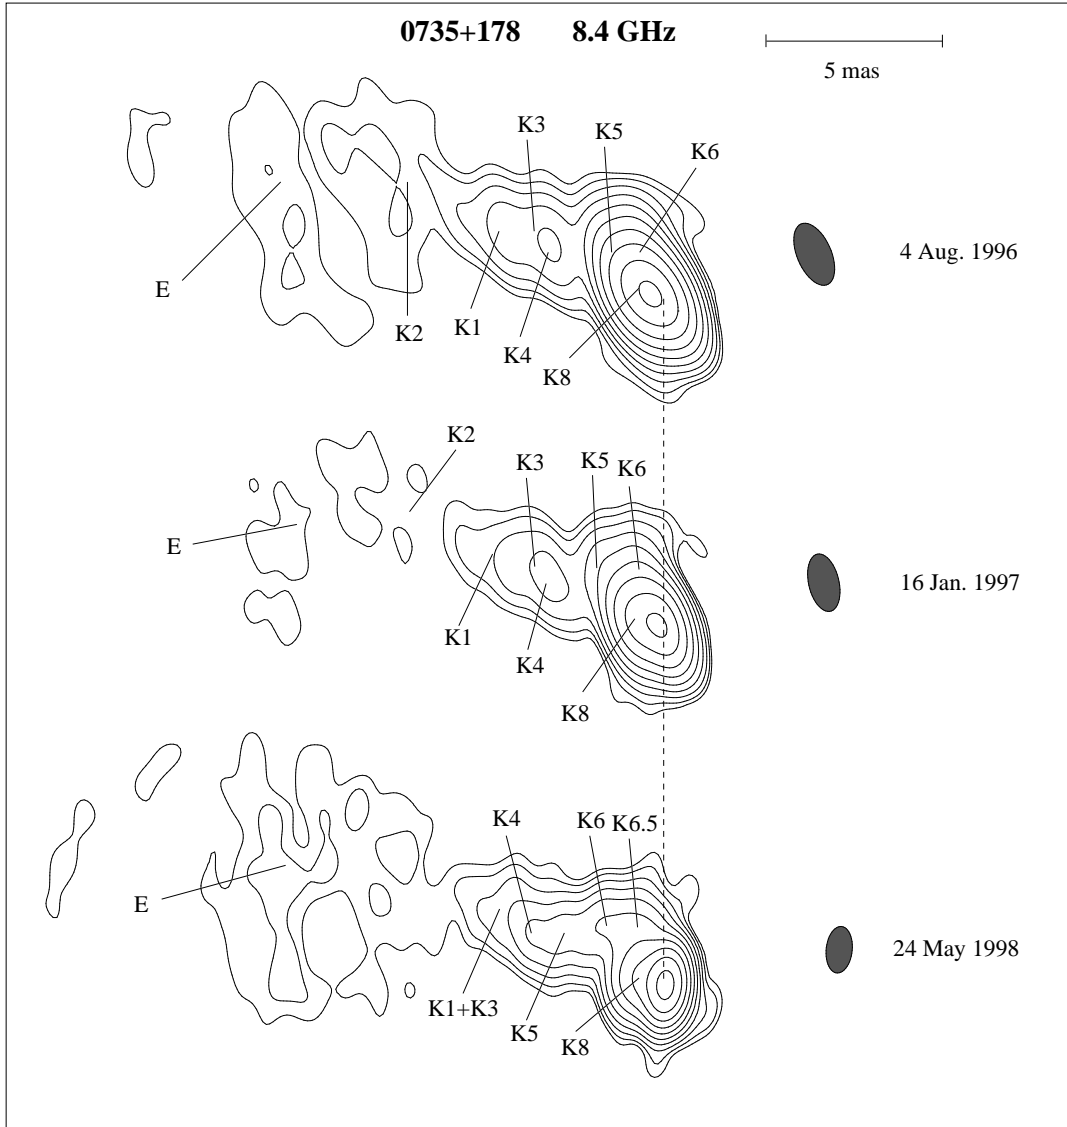 0735+178 8.4 GHz
5 mas
K3
K5
K6
4 Aug. 1996
E
K2
K1
K4
K8
K2
K3
K5
K6
E
16 Jan. 1997
K1
K4
K8
K4
K6
K6.5
E
24 May 1998
K1+K3
K5
K8